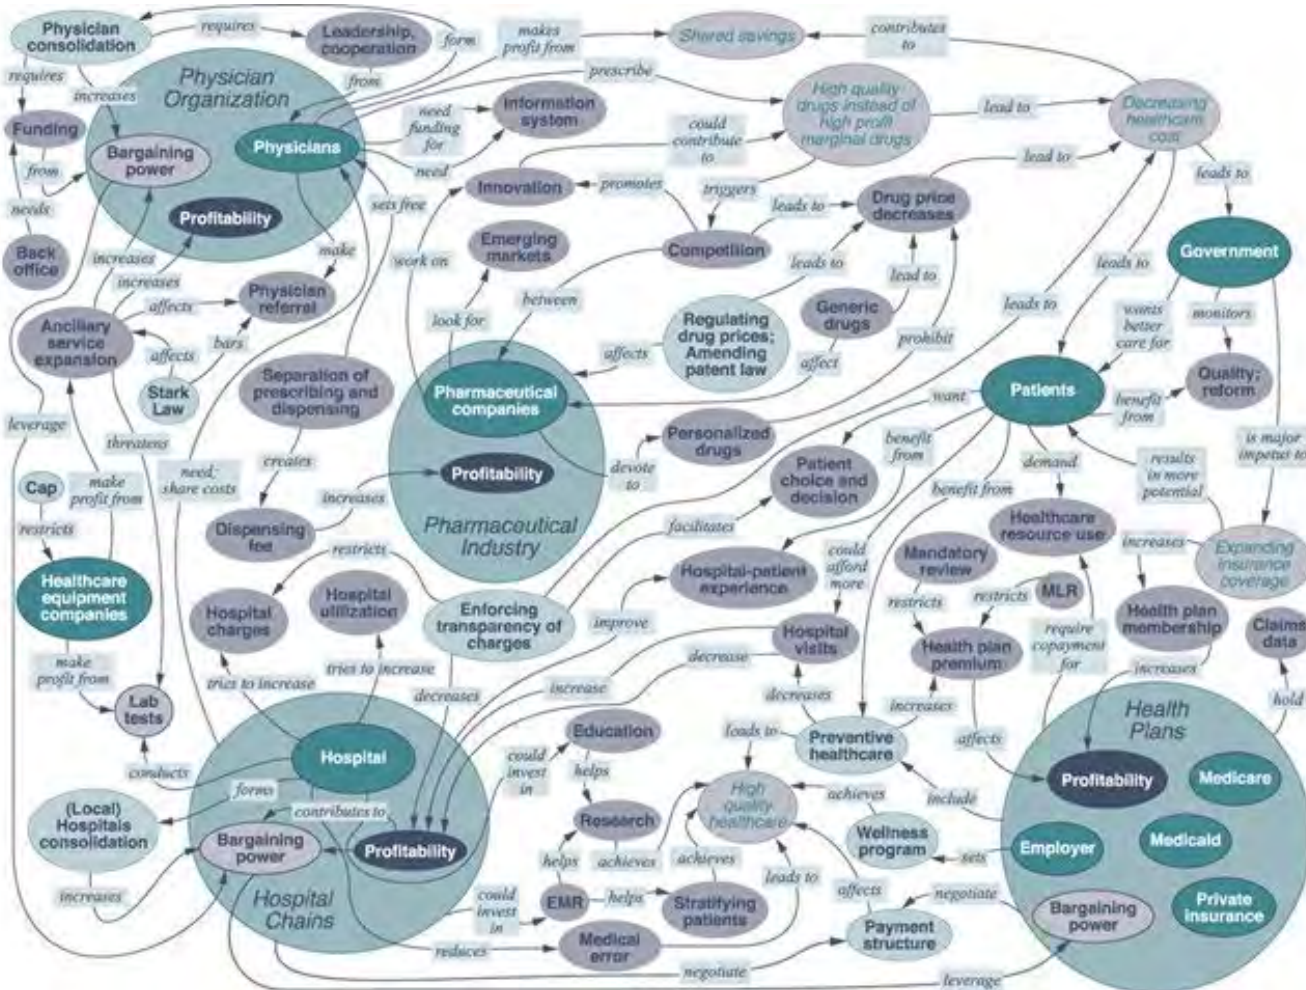 Physician
consolidation
requires
Leadership,
cooperation
form
makes
profit from
Shared savings
contributes
to
requires
increases
Physician
Organization
from
prescribe
High quality
drugs instead of
high profit
marginal drugs
lead to
Decreasing
healthcare
cost
Funding
Bargaining
power
Physicians
need
funding
for
Information
system
could
contribute
to
lead to
from
need
Innovation
promotes
triggers
Drug price
decreases
leads to
needs
Profitability
sets free
leads to
Back
office
increases
make
work on
Emerging
markets
Competition
leads to
lead to
leads to
Government
increases
affects
Physician
referral
look for
between
Generic
drugs
prohibit
leads to
wants
better
care for
monitors
Ancillary
service
expansion
affects
bars
Regulating
drug prices;
Amending
patent law
affects
affect
Stark
Law
Separation of
prescribing and
dispensing
Pharmaceutical
companies
want
Patients
Quality;
reform
benefit
from
leverage
threatens
Personalized
drugs
benefit
from
is major
impetus to
Cap
make
profit from
need;
share costs
creates
Profitability
devote
to
Patient
choice and
decision
demand
results
in more
potential
restricts
increases
Dispensing
fee
Pharmaceutical
Industry
facilitates
benefit from
Healthcare
resource use
restricts
could
afford
more
Mandatory
review
increases
Expanding
insurance
coverage
Healthcare
equipment
companies
Hospital
charges
Hospital
utilization
Enforcing
transparency of
charges
Hospital-patient
experience
restricts
restricts
MLR
Health plan
membership
Claims
data
improve
Hospital
visits
Health plan
premium
require
copayment
for
make
profit from
tries to increase
tries to increase
decreases
increase
decrease
decreases
increases
increases
hold
Lab
tests
Hospital
Education
leads to
Preventive
healthcare
affects
Health
Plans
conducts
could
invest
in
helps
Profitability
Medicare
forms
contributes to
High
quality
healthcare
achieves
include
(Local)
Hospitals
consolidation
Bargaining
power
Profitability
Research
achieves
Wellness
program
sets
Employer
Medicaid
helps
achieves
leads to
affects
increases
Hospital
Chains
could
invest
in
EMR
helps
Stratifying
patients
negotiate
Bargaining
power
Private
insurance
reduces
Medical
error
Payment
structure
negotiate
leverage